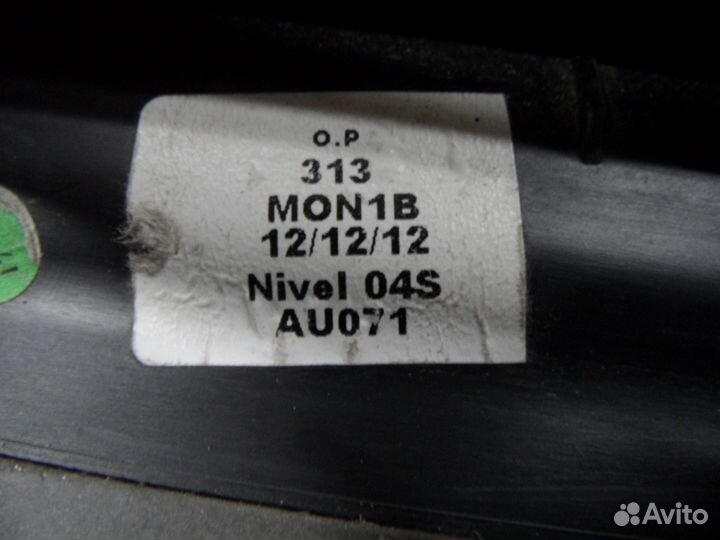 O.P
313
MON1B
12/12/12
Nivel 04S
AU071
Avito